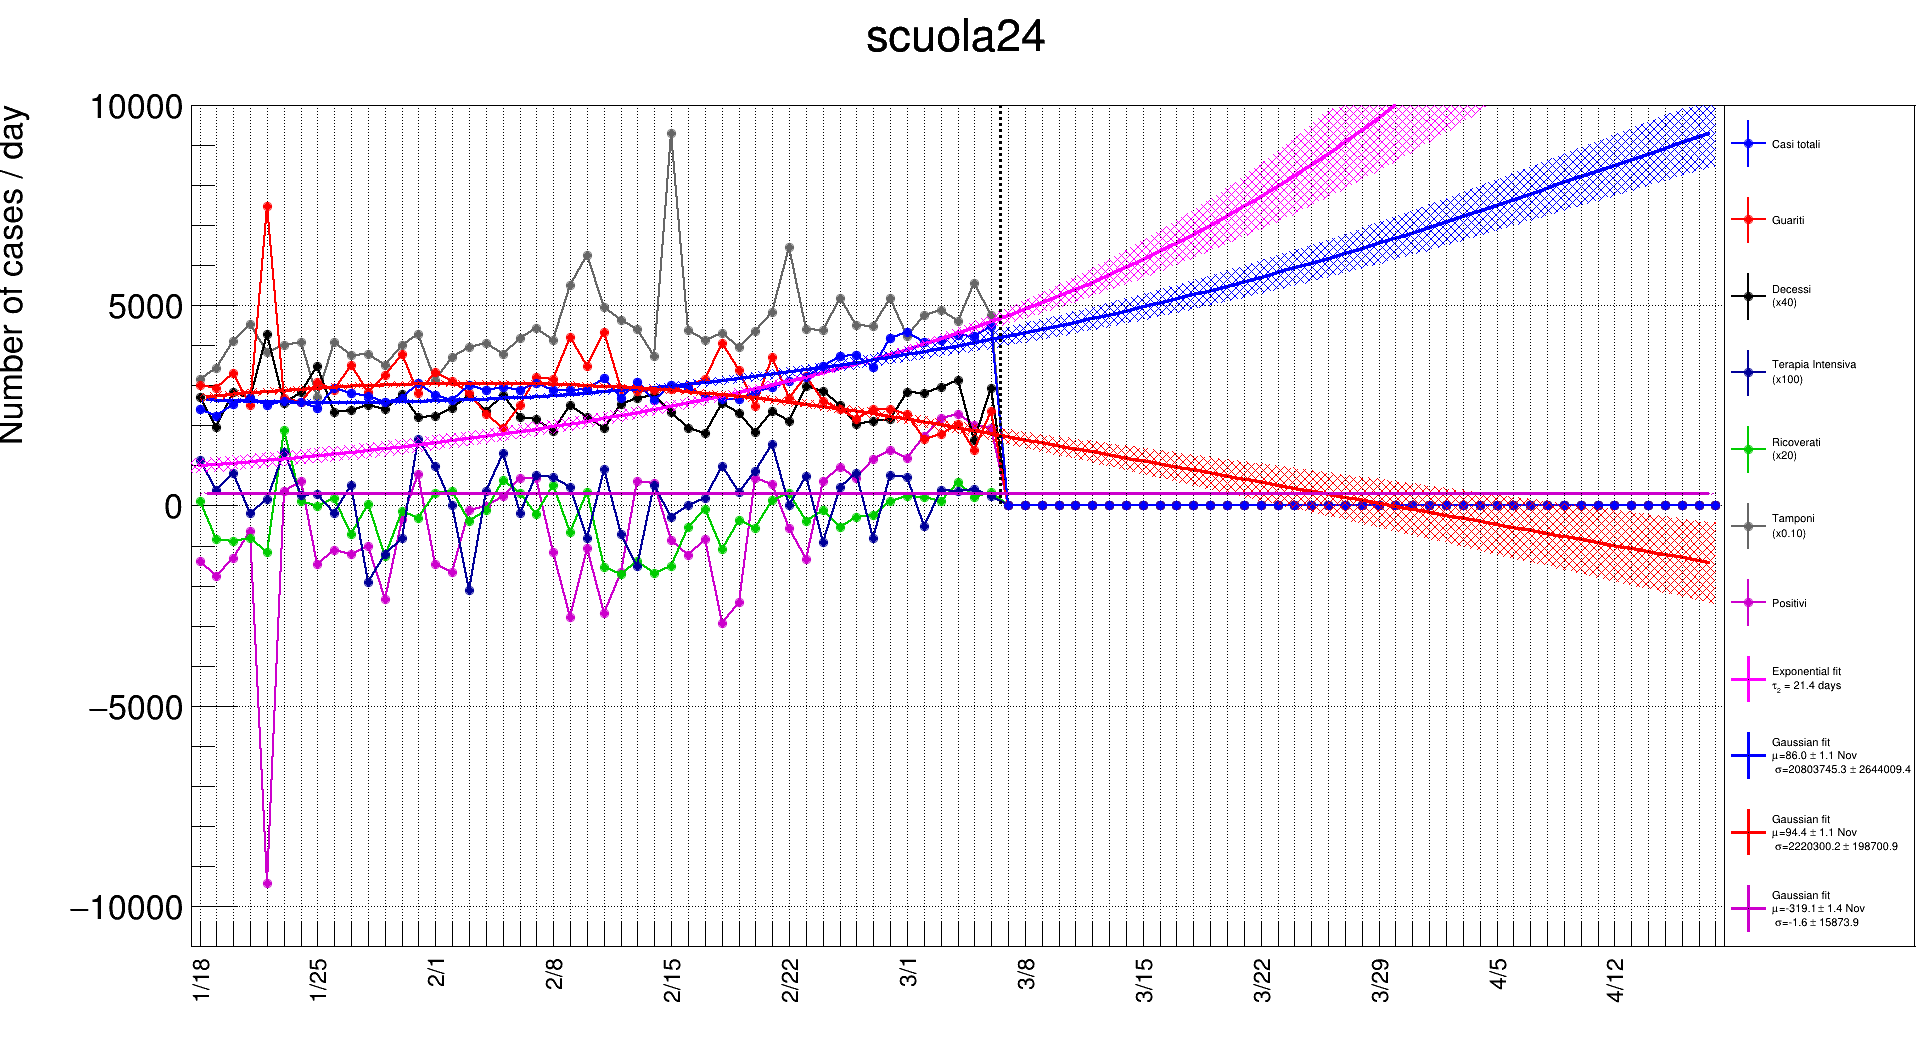 scuola24
Number of cases / day
10000
5000
0
−5000
−10000
1/18
1/25
2/1
2/8
2/15
2/22
3/1
3/8
3/15
3/22
3/29
4/5
4/12
Casi totali
Guariti
Decessi
(x40)
Terapia Intensiva
(x100)
Ricoverati
(x20)
Tamponi
(x0.10)
Positivi
Exponential fit
τ₂ = 21.4 days
Gaussian fit
μ=86.0 ± 1.1 Nov
σ=20803745.3 ± 2644009.4
Gaussian fit
μ=94.4 ± 1.1 Nov
σ=2220300.2 ± 198700.9
Gaussian fit
μ=-319.1 ± 1.4 Nov
σ=-1.6 ± 15873.9